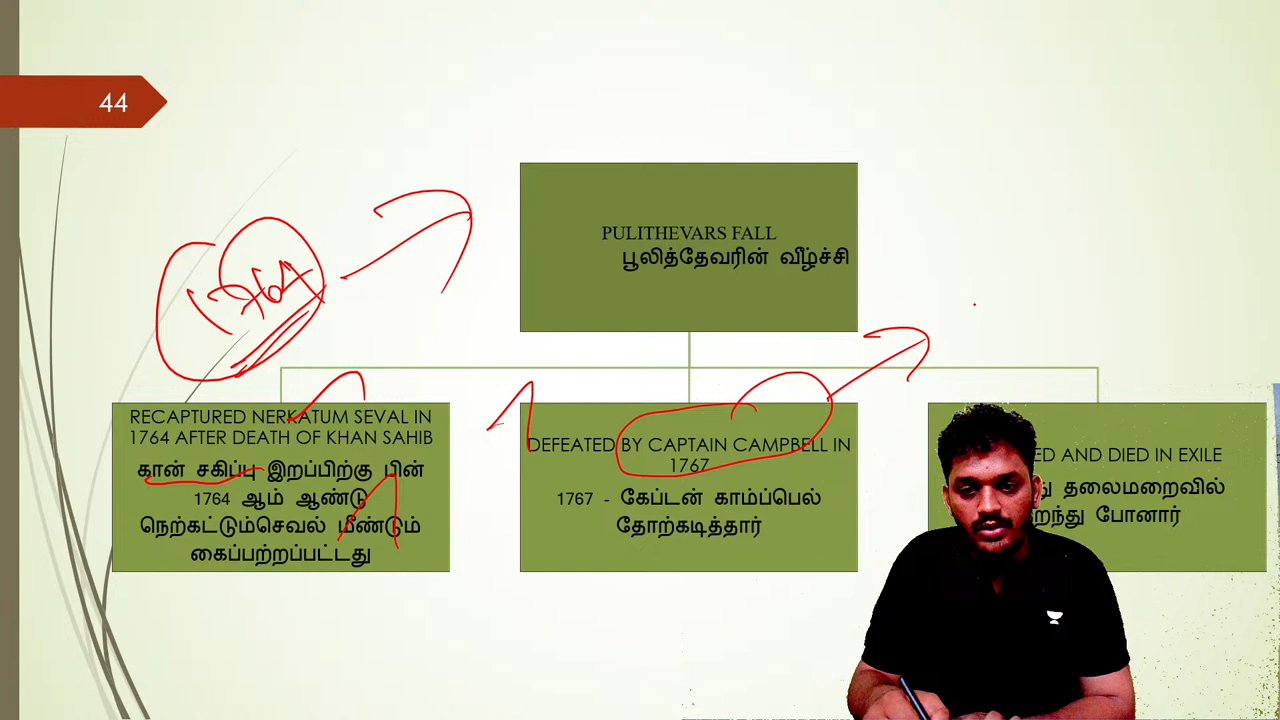 44
1764
PULITHEVARS FALL
பூலித்தேவரின் வீழ்ச்சி
RECAPTURED NERKATUM SEVAL IN
1764 AFTER DEATH OF KHAN SAHIB
கான் சகிப்பு இறப்பிற்கு பின்
1764 ஆம் ஆண்டு
நெற்கட்டும்செவல் மீண்டும்
கைப்பற்றப்பட்டது
DEFEATED BY CAPTAIN CAMPBELL IN
1767
1767 - கேப்டன் காம்ப்பெல்
தோற்கடித்தார்
AND DIED IN EXILE
தலைமறைவில்
போனார்